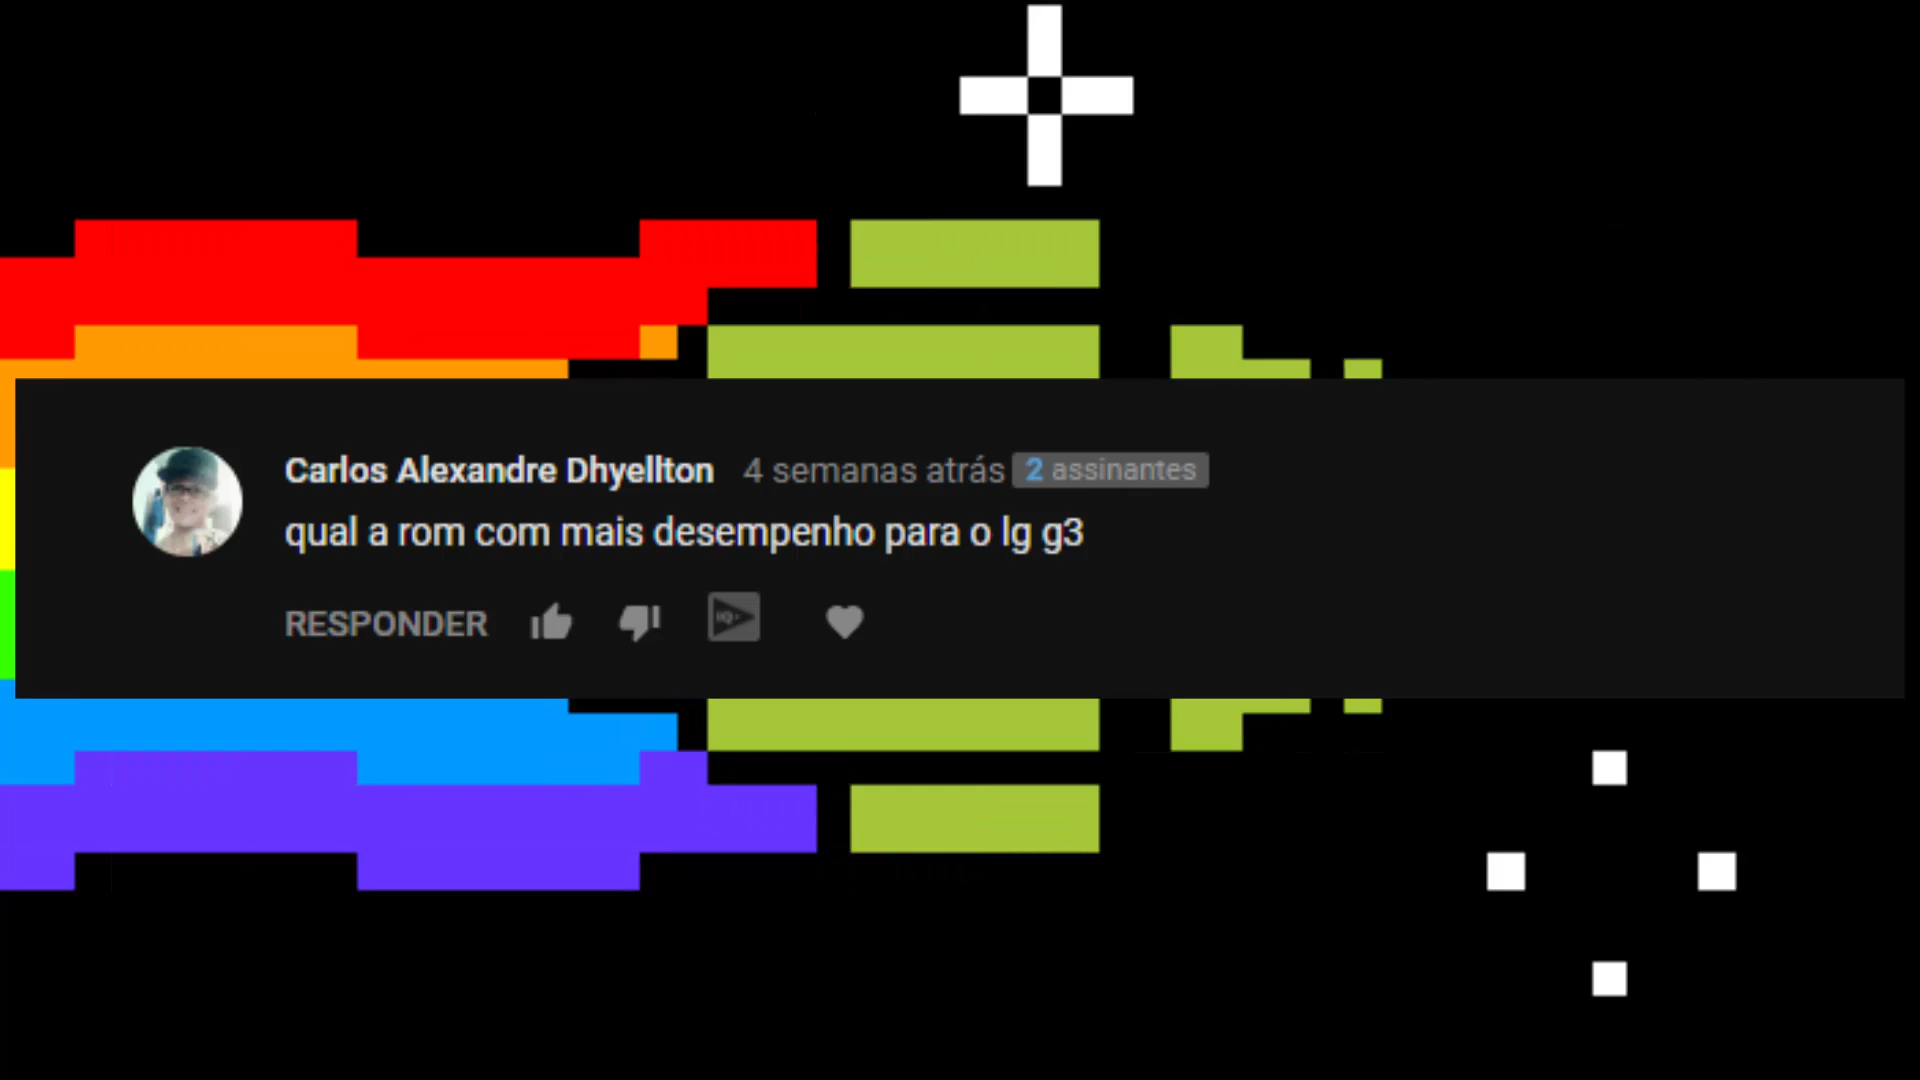 Carlos Alexandre Dhyellton 4 semanas atrás 2 assinantes
qual a rom com mais desempenho para o lg g3
RESPONDER